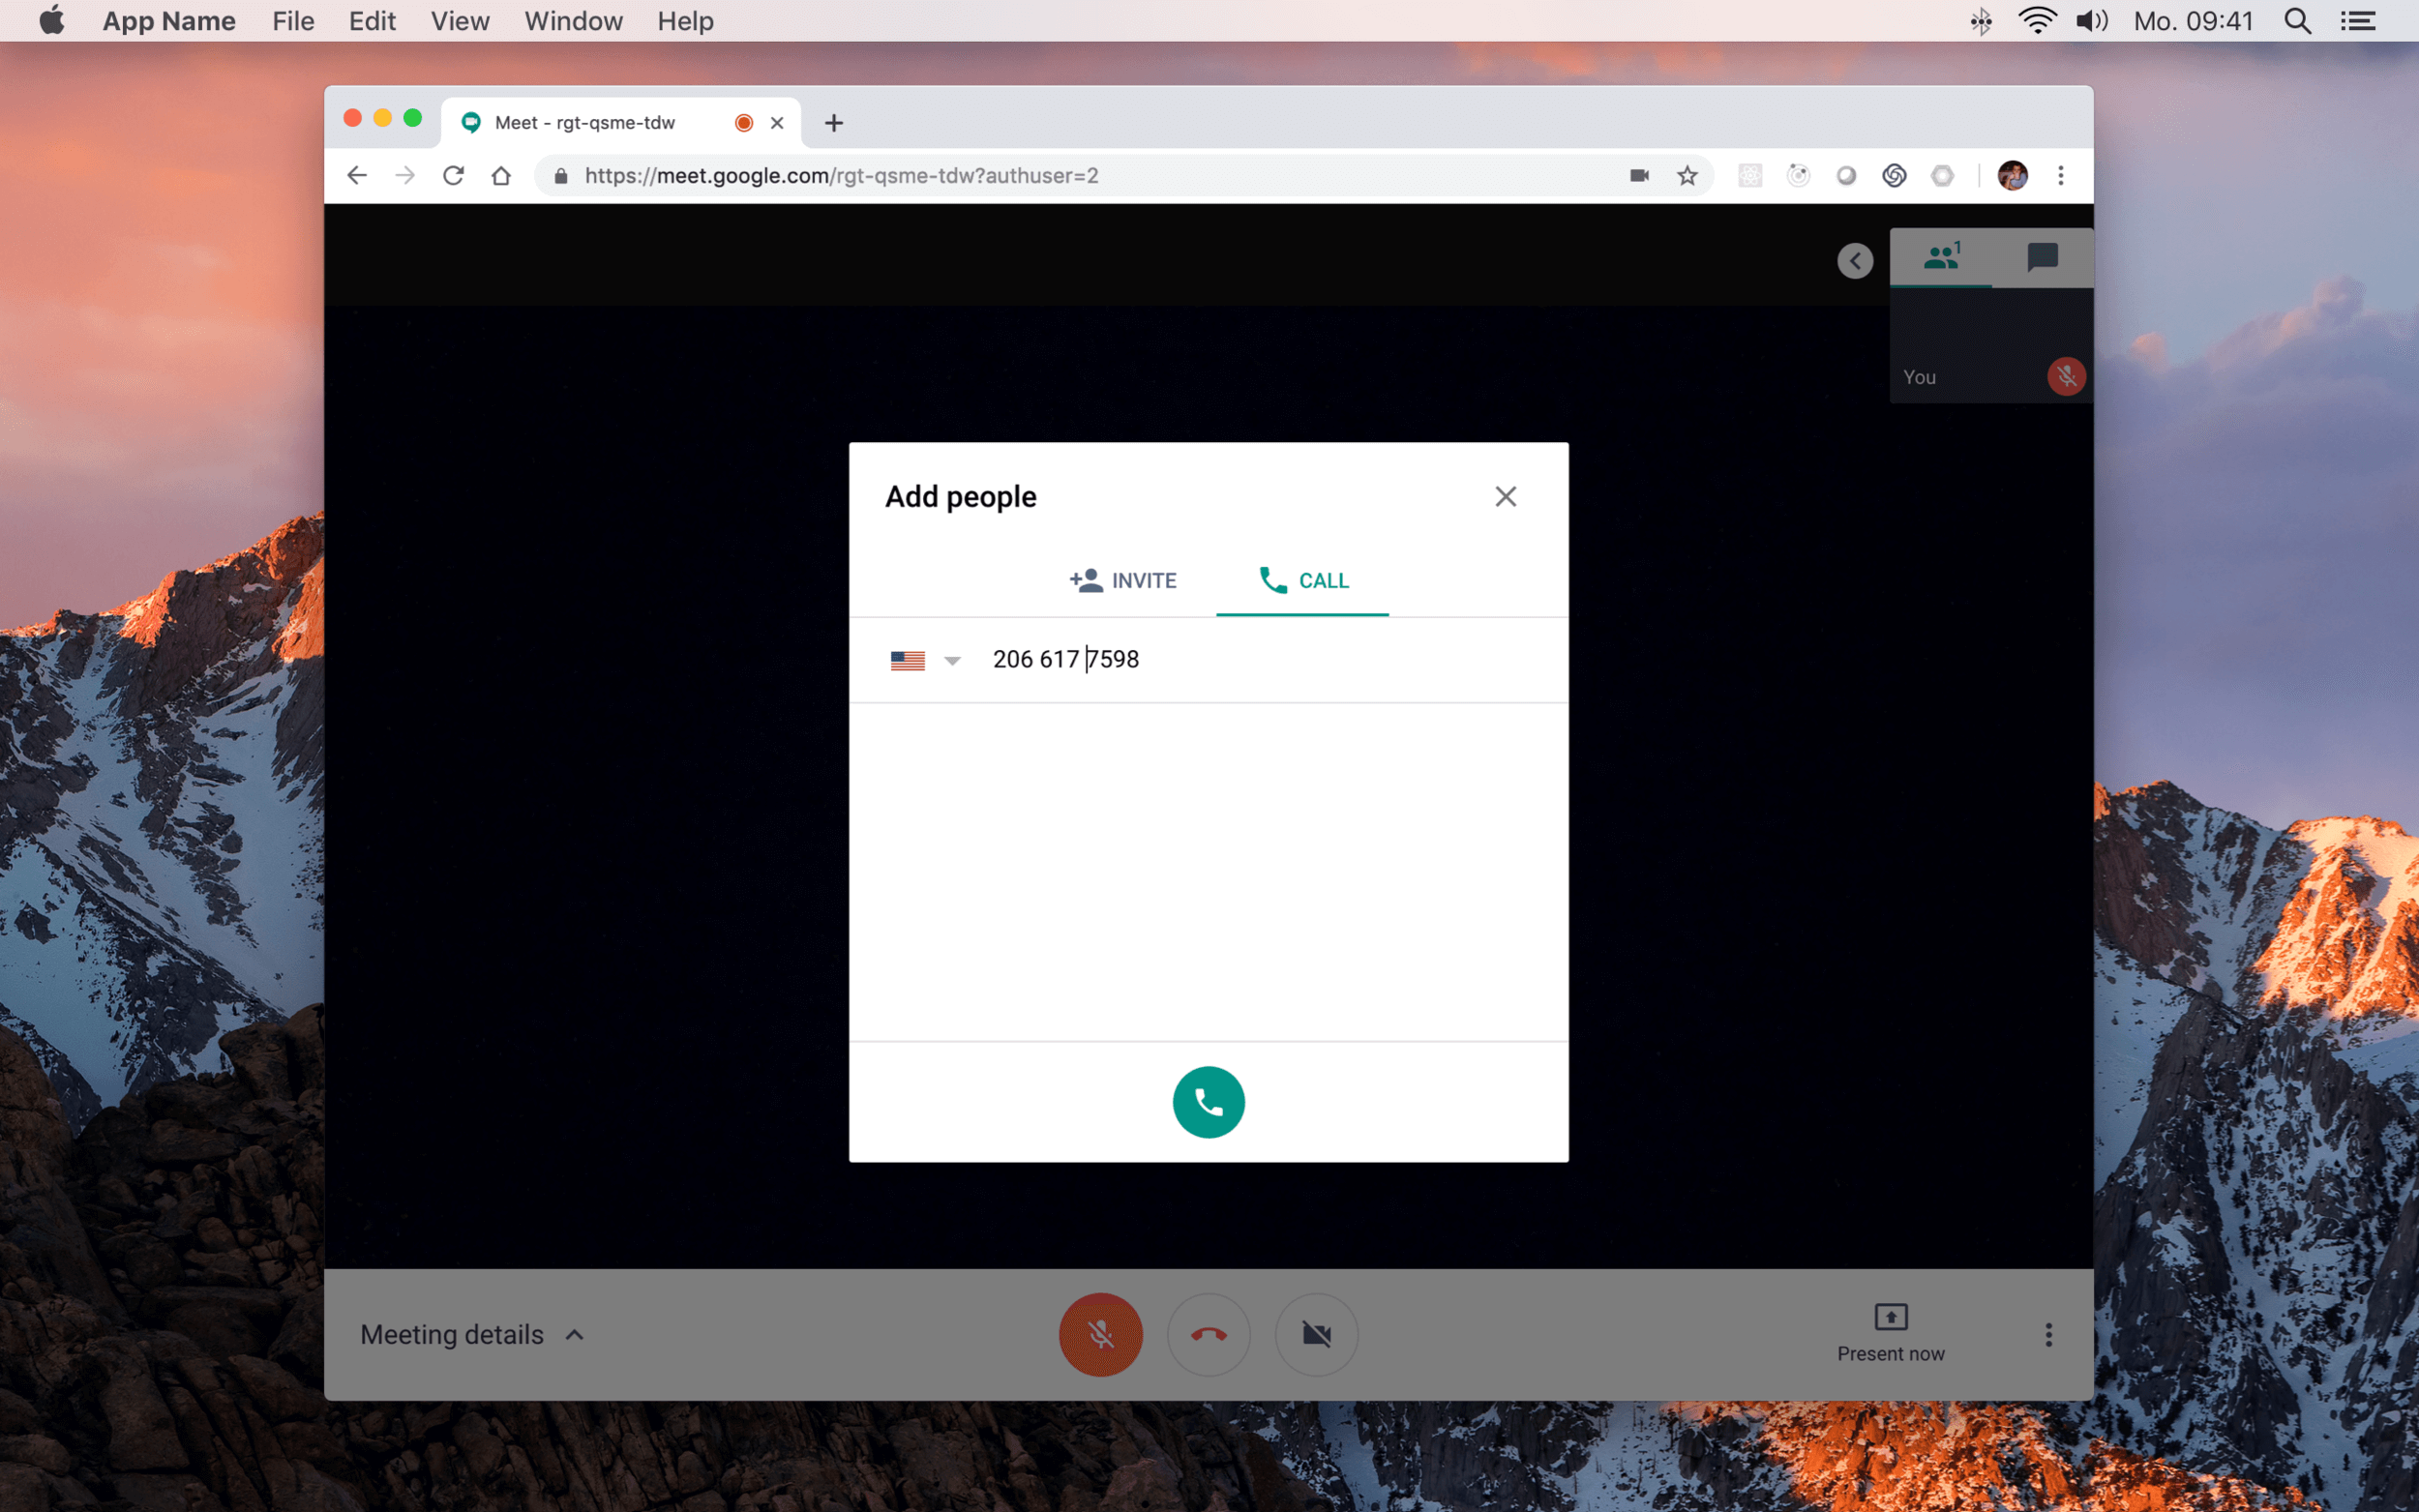 App Name File Edit View Window Help Mo. 09:41
Meet - rgt-qsme-tdw
https://meet.google.com/rgt-qsme-tdw?authuser=2
1
You
Add people
INVITE CALL
206 617 7598
Meeting details
Present now